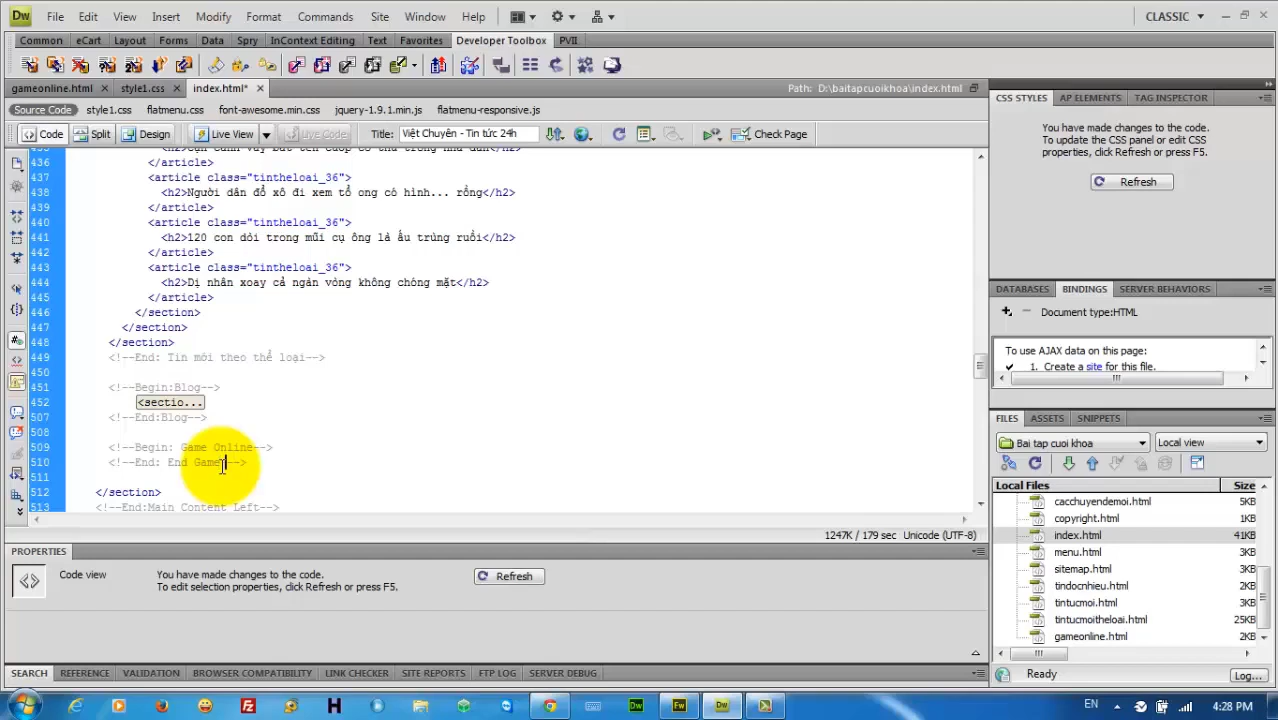 Dw File Edit View Insert Modify Format Commands Site Window Help CLASSIC
Common eCart Layout Forms Data Spry InContext Editing Text Favorites Developer Toolbox PVII
gameonline.html style1.css index.html* Path: D:\baitapcuoikhoa\index.html
Source Code style1.css flatmenu.css font-awesome.min.css jquery-1.9.1.min.js flatmenu-responsive.js
Code Split Design Live View Live Code Title: Việt Chuyên - Tin tức 24h Check Page
436 </article>
437 <article class="tintheloai_36">
438 <h2>Người dân đổ xô đi xem tổ ong có hình... rồng</h2>
439 </article>
440 <article class="tintheloai_36">
441 <h2>120 con dòi trong mũi cụ ông là ấu trùng ruồi</h2>
442 </article>
443 <article class="tintheloai_36">
444 <h2>Dị nhân xoay cả ngàn vòng không chóng mặt</h2>
445 </article>
446 </section>
447 </section>
448 </section>
449 <!--End: Tin mới theo thể loại-->
450
451 <!--Begin:Blog-->
452 <sectio...
507 <!--End:Blog-->
508
509 <!--Begin: Game Online-->
510 <!--End: End Game -->
511
512 </section>
513 <!--End:Main Content Left-->
1247K / 179 sec Unicode (UTF-8)
PROPERTIES
Code view
You have made changes to the code.
To edit selection properties, click Refresh or press F5.
Refresh
SEARCH REFERENCE VALIDATION BROWSER COMPATIBILITY LINK CHECKER SITE REPORTS FTP LOG SERVER DEBUG
CSS STYLES AP ELEMENTS TAG INSPECTOR
You have made changes to the code.
To update the CSS panel or edit CSS
properties, click Refresh or press F5.
Refresh
DATABASES BINDINGS SERVER BEHAVIORS
Document type:HTML
To use AJAX data on this page:
1. Create a site for this file.
FILES ASSETS SNIPPETS
Bai tap cuoi khoa Local view
Local Files Size
cacchuyendemoi.html 5KB
copyright.html 1KB
index.html 41KB
menu.html 3KB
sitemap.html 3KB
tindocnhieu.html 2KB
tintucmoi.html 3KB
tintucmoitheloai.html 25KB
gameonline.html 2KB
Ready Log...
EN 4:28 PM